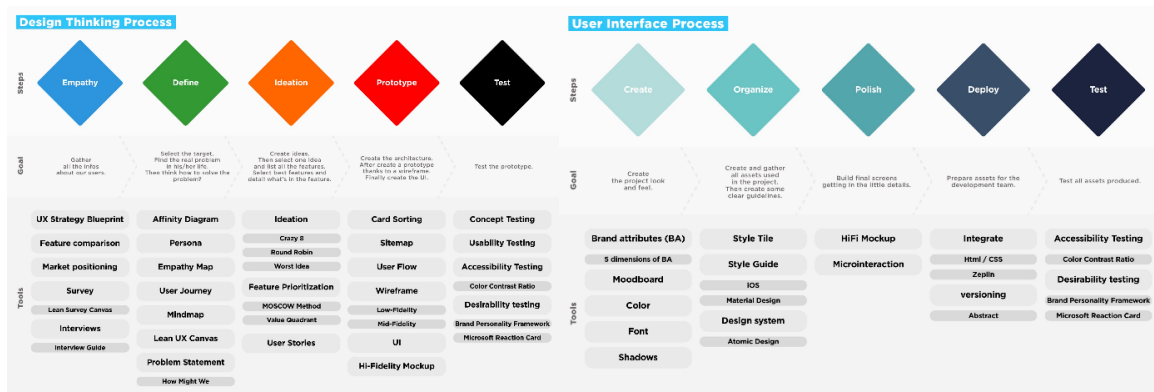 Design Thinking Process
Steps
Empathy
Define
Ideation
Prototype
Test
Goal
Gather
all the infos
about our users.
Select the target.
Find the real problem
in his/her life.
Then think how to solve the
problem?
Create ideas.
Then select one idea
and list all the features.
Select best features and
detail what's in the feature.
Create the architecture.
After create a prototype
thanks to a wireframe.
Finally create the UI.
Test the prototype.
Tools
UX Strategy Blueprint
Feature comparison
Market positioning
Survey
Lean Survey Canvas
Interviews
Interview Guide
Affinity Diagram
Persona
Empathy Map
User Journey
Mindmap
Lean UX Canvas
Problem Statement
How Might We
Ideation
Crazy 8
Round Robin
Worst Idea
Feature Prioritization
MOSCOW Method
Value Quadrant
User Stories
Card Sorting
Sitemap
User Flow
Wireframe
Low-Fidelity
Mid-Fidelity
UI
Hi-Fidelity Mockup
Concept Testing
Usability Testing
Accessibility Testing
Color Contrast Ratio
Desirability testing
Brand Personality Framework
Microsoft Reaction Card
User Interface Process
Steps
Create
Organize
Polish
Deploy
Test
Goal
Create
the project look
and feel.
Create and gather
all assets used
in the project.
Then create some
clear guidelines.
Build final screens
getting in the little details.
Prepare assets for the
development team.
Test all assets produced.
Tools
Brand attributes (BA)
5 dimensions of BA
Moodboard
Color
Font
Shadows
Style Tile
Style Guide
IOS
Material Design
Design system
Atomic Design
HiFi Mockup
Microinteraction
Integrate
Html / CSS
Zeplin
versioning
Abstract
Accessibility Testing
Color Contrast Ratio
Desirability testing
Brand Personality Framework
Microsoft Reaction Card